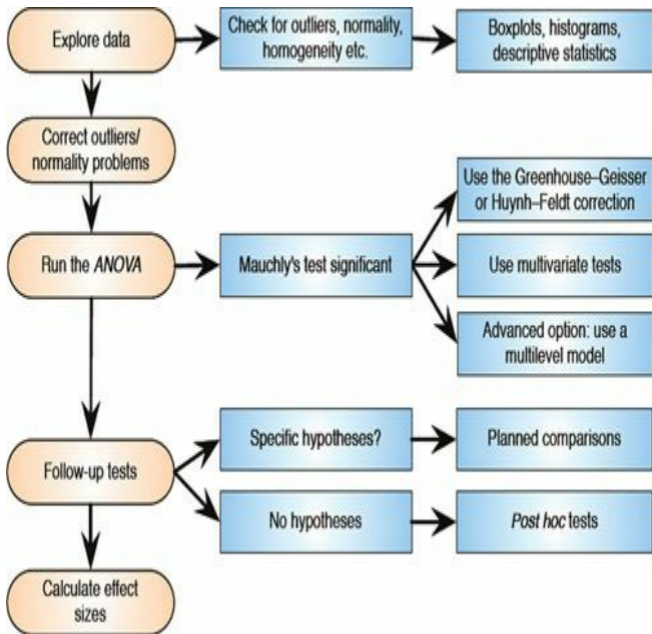 Explore data
Check for outliers, normality,
homogeneity etc.
Boxplots, histograms,
descriptive statistics
Correct outliers/
normality problems
Run the ANOVA
Mauchly's test significant
Use the Greenhouse–Geisser
or Huynh–Feldt correction
Use multivariate tests
Advanced option: use a
multilevel model
Follow-up tests
Specific hypotheses?
Planned comparisons
No hypotheses
Post hoc tests
Calculate effect
sizes